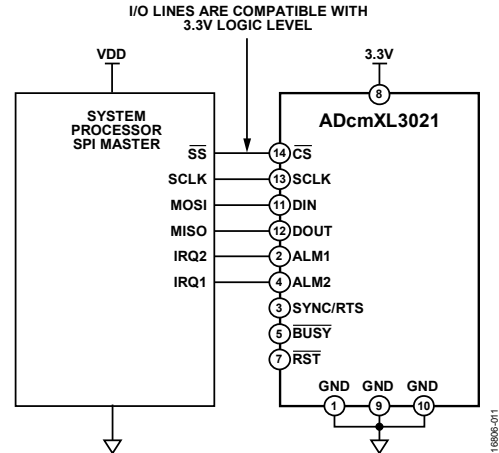 I/O LINES ARE COMPATIBLE WITH
3.3V LOGIC LEVEL
VDD
3.3V
8
SYSTEM
PROCESSOR
SPI MASTER
ADcmXL3021
SS 14 CS
SCLK 13 SCLK
MOSI 11 DIN
MISO 12 DOUT
IRQ2 2 ALM1
IRQ1 4 ALM2
3 SYNC/RTS
5 BUSY
7 RST
GND GND GND
1 9 10
16806-011